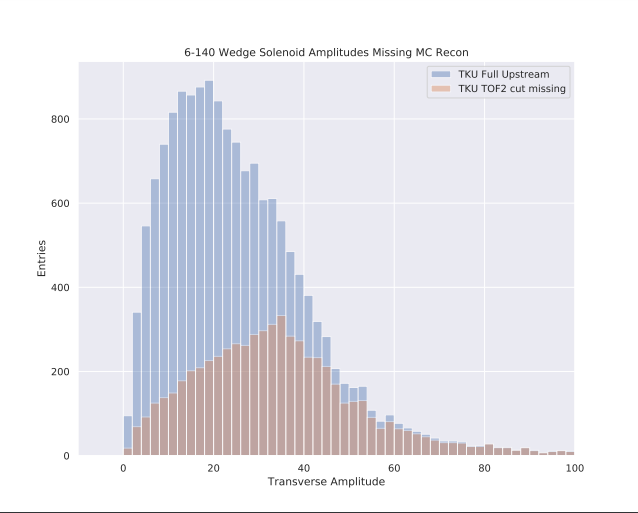 6-140 Wedge Solenoid Amplitudes Missing MC Recon
TKU Full Upstream
TKU TOF2 cut missing
800
600
400
200
0
Entries
0 20 40 60 80 100
Transverse Amplitude